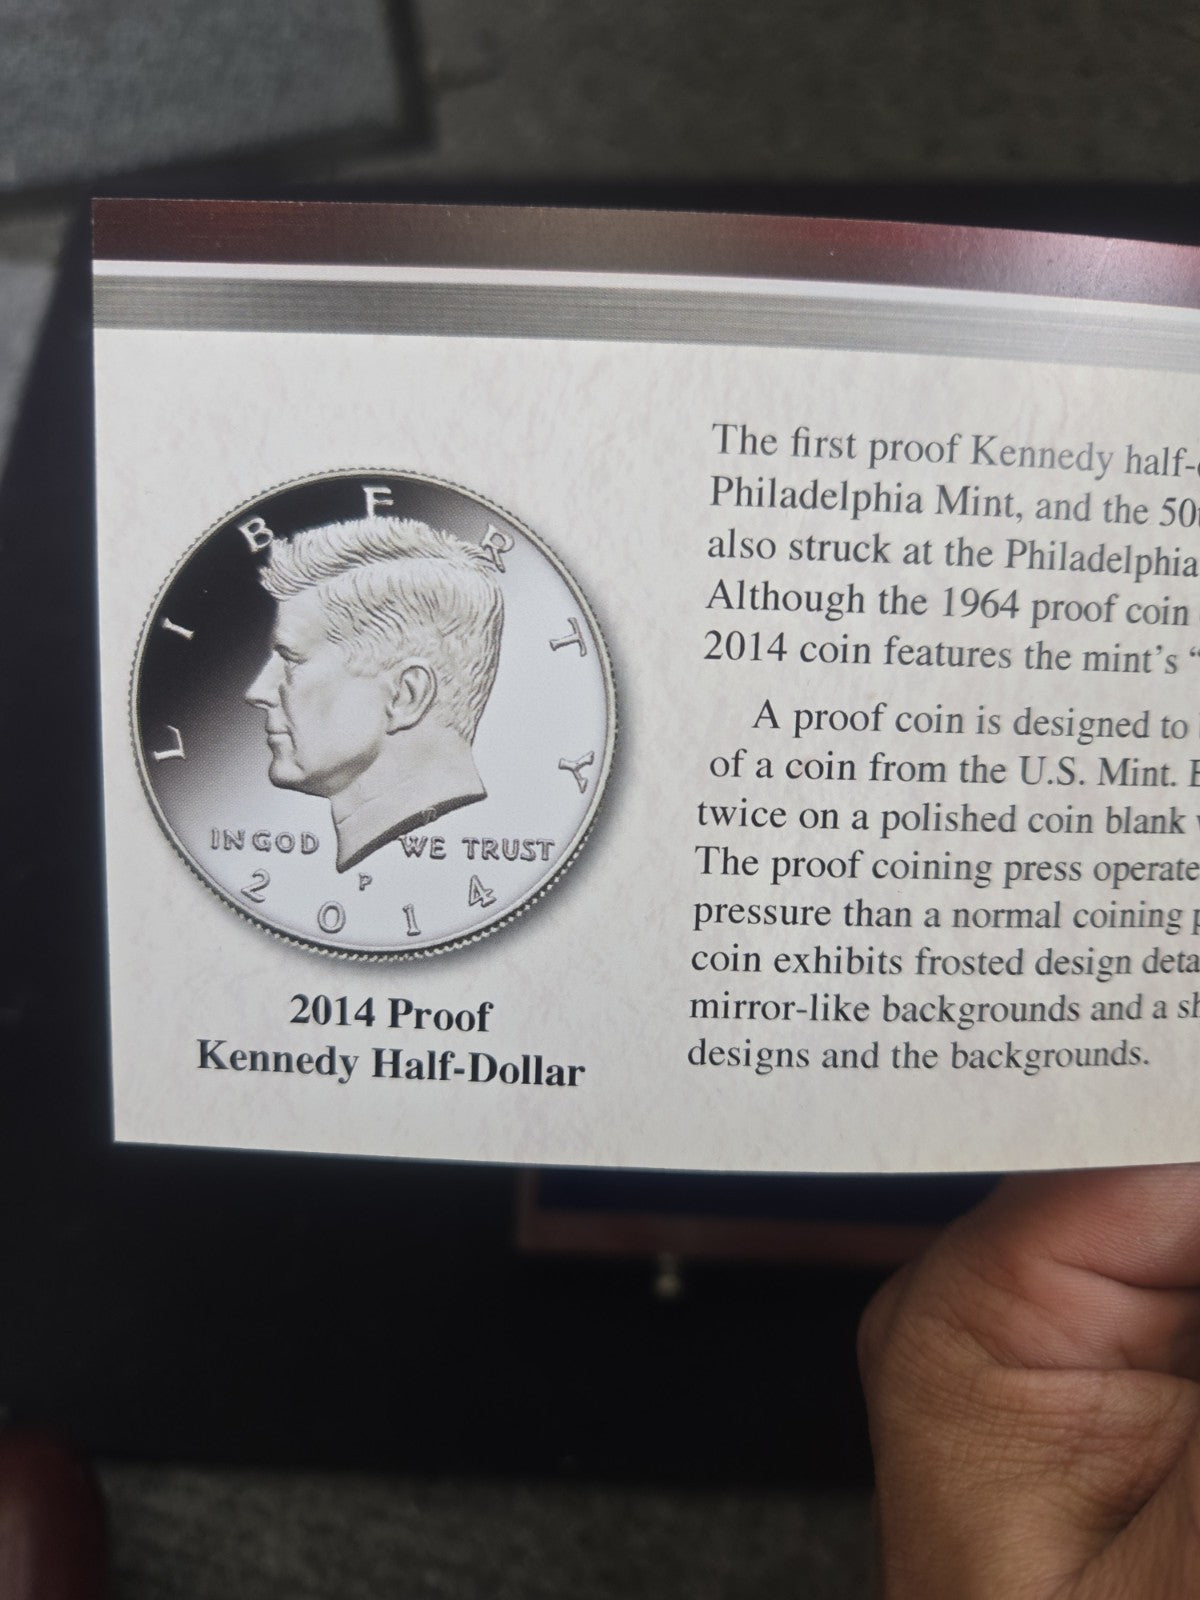 LIBERTY
IN GOD WE TRUST
P
2014
2014 Proof
Kennedy Half-Dollar
The first proof Kennedy half-
Philadelphia Mint, and the 50
also struck at the Philadelphia
Although the 1964 proof coin
2014 coin features the mint's “
A proof coin is designed to
of a coin from the U.S. Mint.
twice on a polished coin blank
The proof coining press operate
pressure than a normal coining
coin exhibits frosted design deta
mirror-like backgrounds and a sh
designs and the backgrounds.